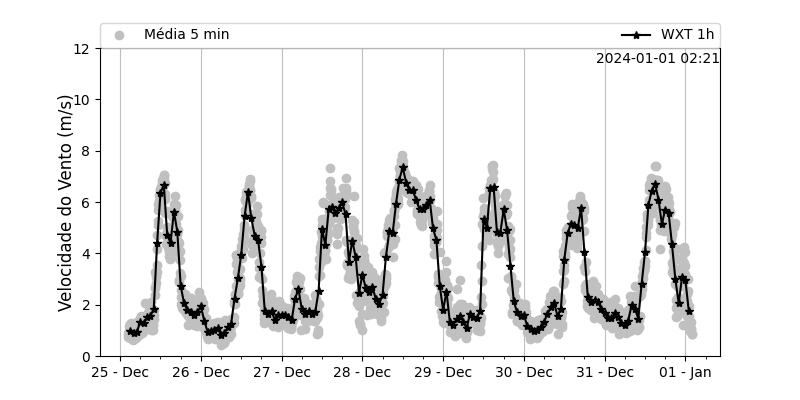 Média 5 min
WXT 1h
2024-01-01 02:21
Velocidade do Vento (m/s)
12
10
8
6
4
2
0
25 - Dec
26 - Dec
27 - Dec
28 - Dec
29 - Dec
30 - Dec
31 - Dec
01 - Jan